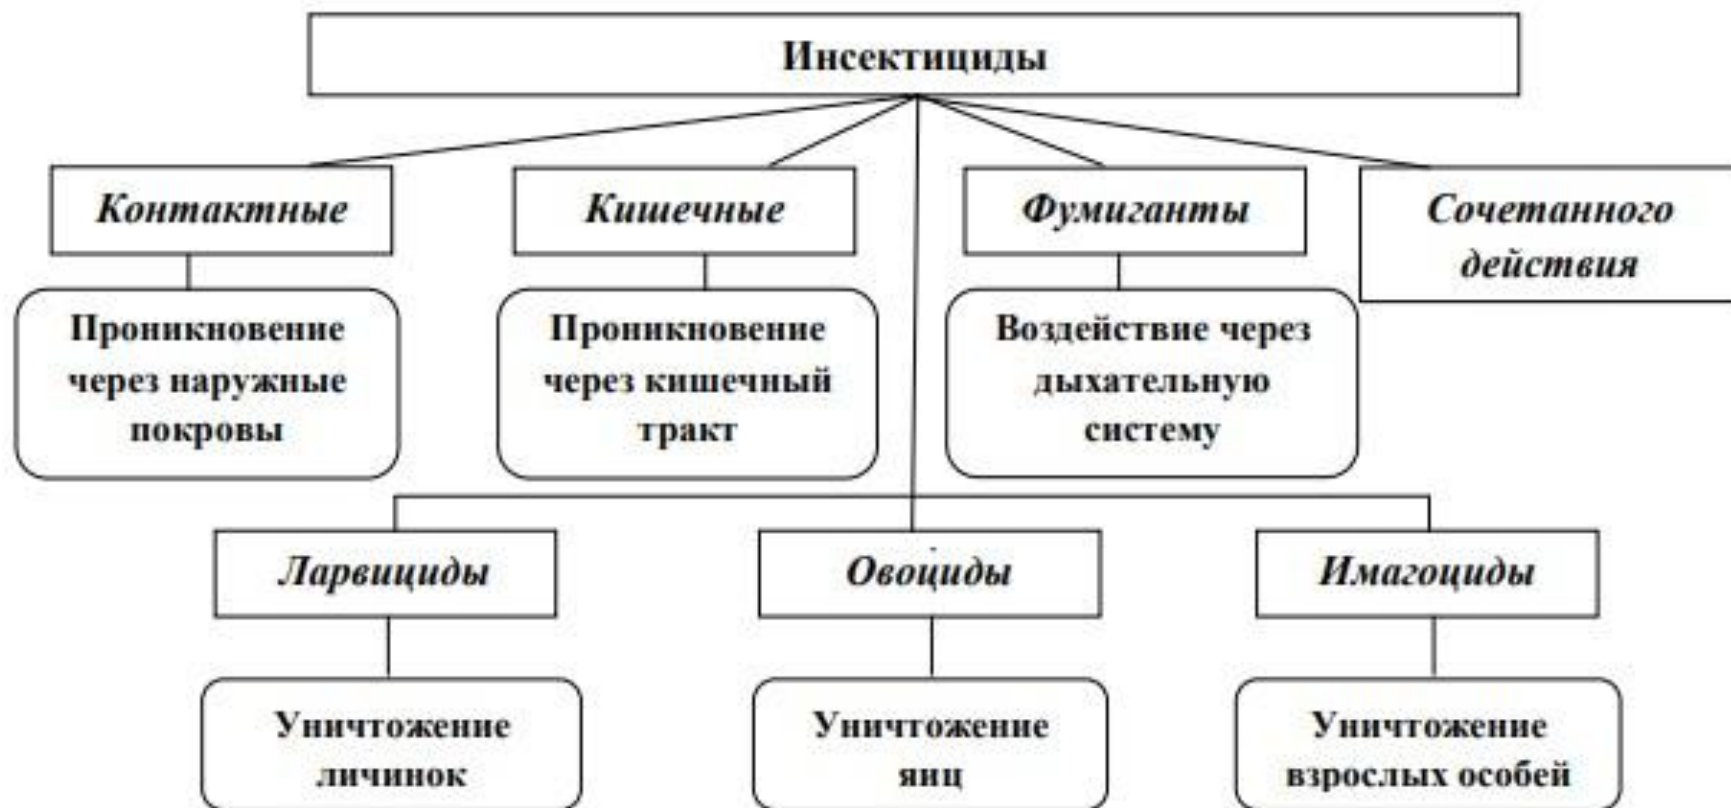 Инсектициды
Контактные
Кишечные
Фумиганты
Сочетанного
действия
Проникновение
через наружные
покровы
Проникновение
через кишечный
тракт
Воздействие через
дыхательную
систему
Ларвициды
Овоциды
Имагоциды
Уничтожение
личинок
Уничтожение
яиц
Уничтожение
взрослых особей